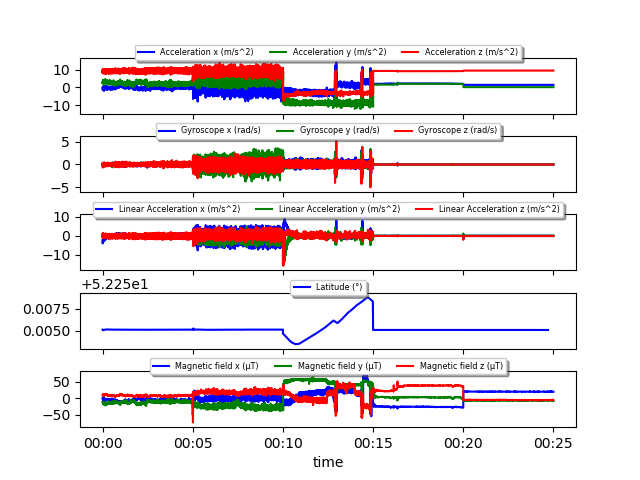 Acceleration x (m/s^2) Acceleration y (m/s^2) Acceleration z (m/s^2)
10
0
−10
Gyroscope x (rad/s) Gyroscope y (rad/s) Gyroscope z (rad/s)
5
0
−5
Linear Acceleration x (m/s^2) Linear Acceleration y (m/s^2) Linear Acceleration z (m/s^2)
10
0
−10
+5.225e1
Latitude (°)
0.0075
0.0050
Magnetic field x (μT) Magnetic field y (μT) Magnetic field z (μT)
50
0
−50
00:00 00:05 00:10 00:15 00:20 00:25
time